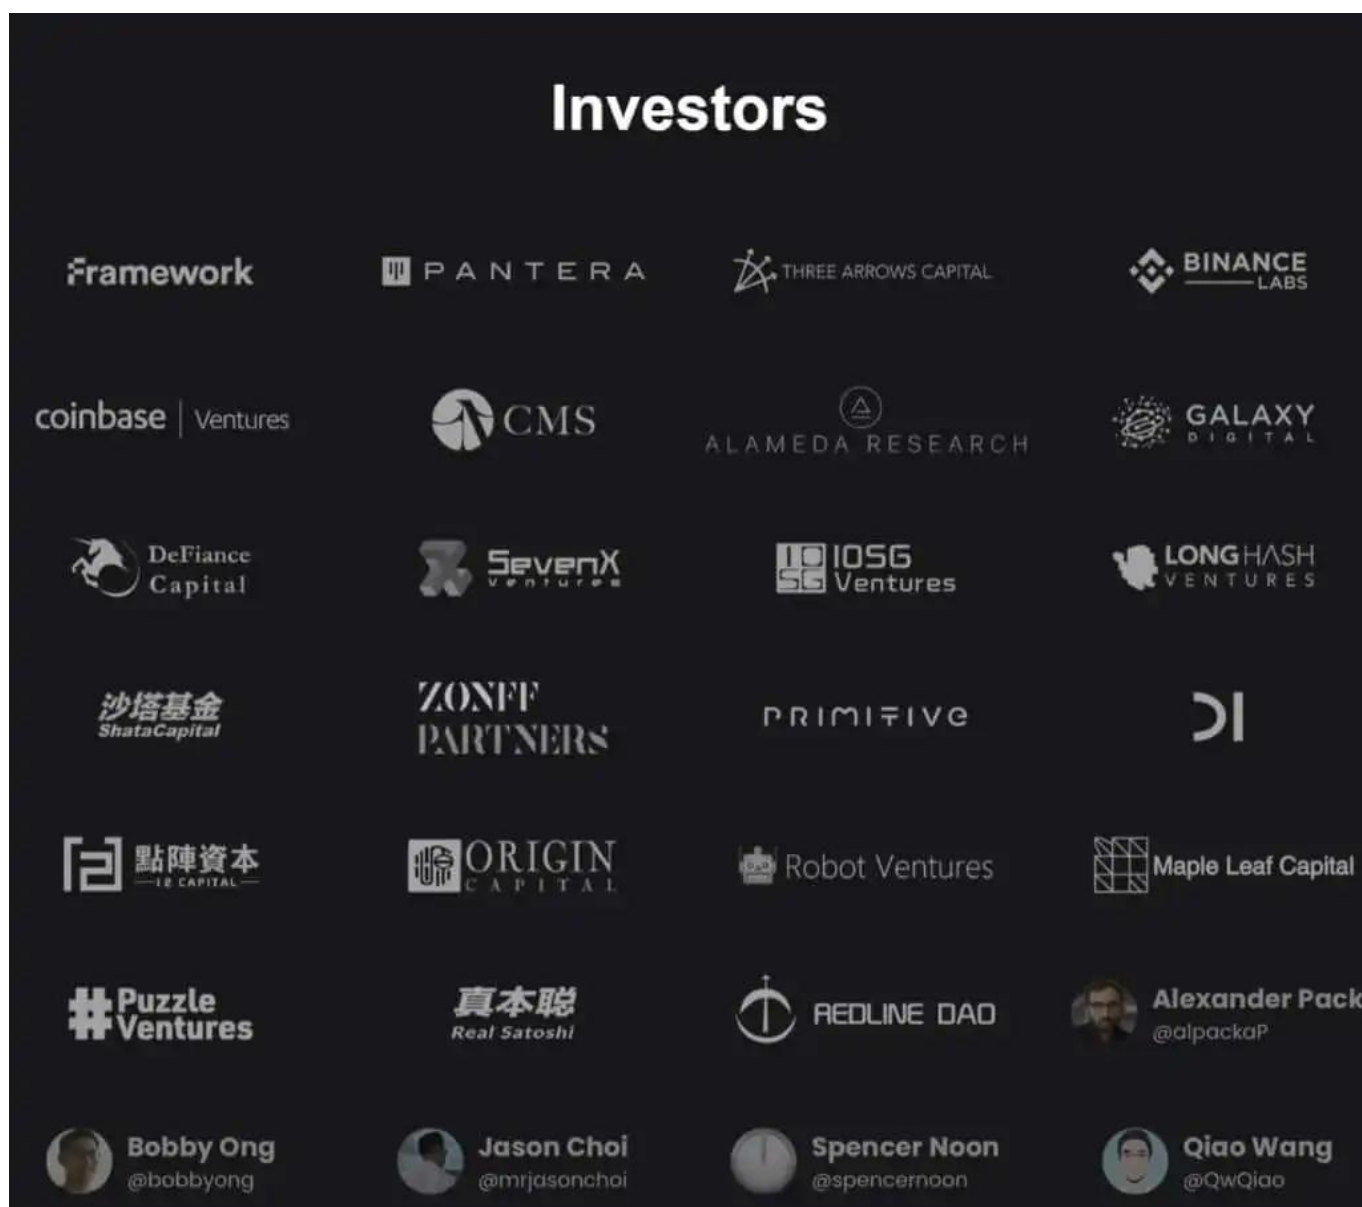 Investors
Framework
PANTERA
THREE ARROWS CAPITAL
BINANCE
LABS
coinbase | Ventures
CMS
ALAMEDA RESEARCH
GALAXY
DIGITAL
DeFiance
Capital
SevenX
Ventures
IOSG
IOSG
Ventures
LONGHASH
VENTURES
沙塔基金
ShataCapital
ZONFF
PARTNERS
PRIMITIVE
DI
點陣資本
12 CAPITAL
ORIGIN
CAPITAL
Robot Ventures
Maple Leaf Capital
Puzzle
Ventures
真本聪
Real Satoshi
REDLINE DAO
Alexander Pack
@alpackaP
Bobby Ong
@bobbyong
Jason Choi
@mrjasonchoi
Spencer Noon
@spencernoon
Qiao Wang
@QwQiao